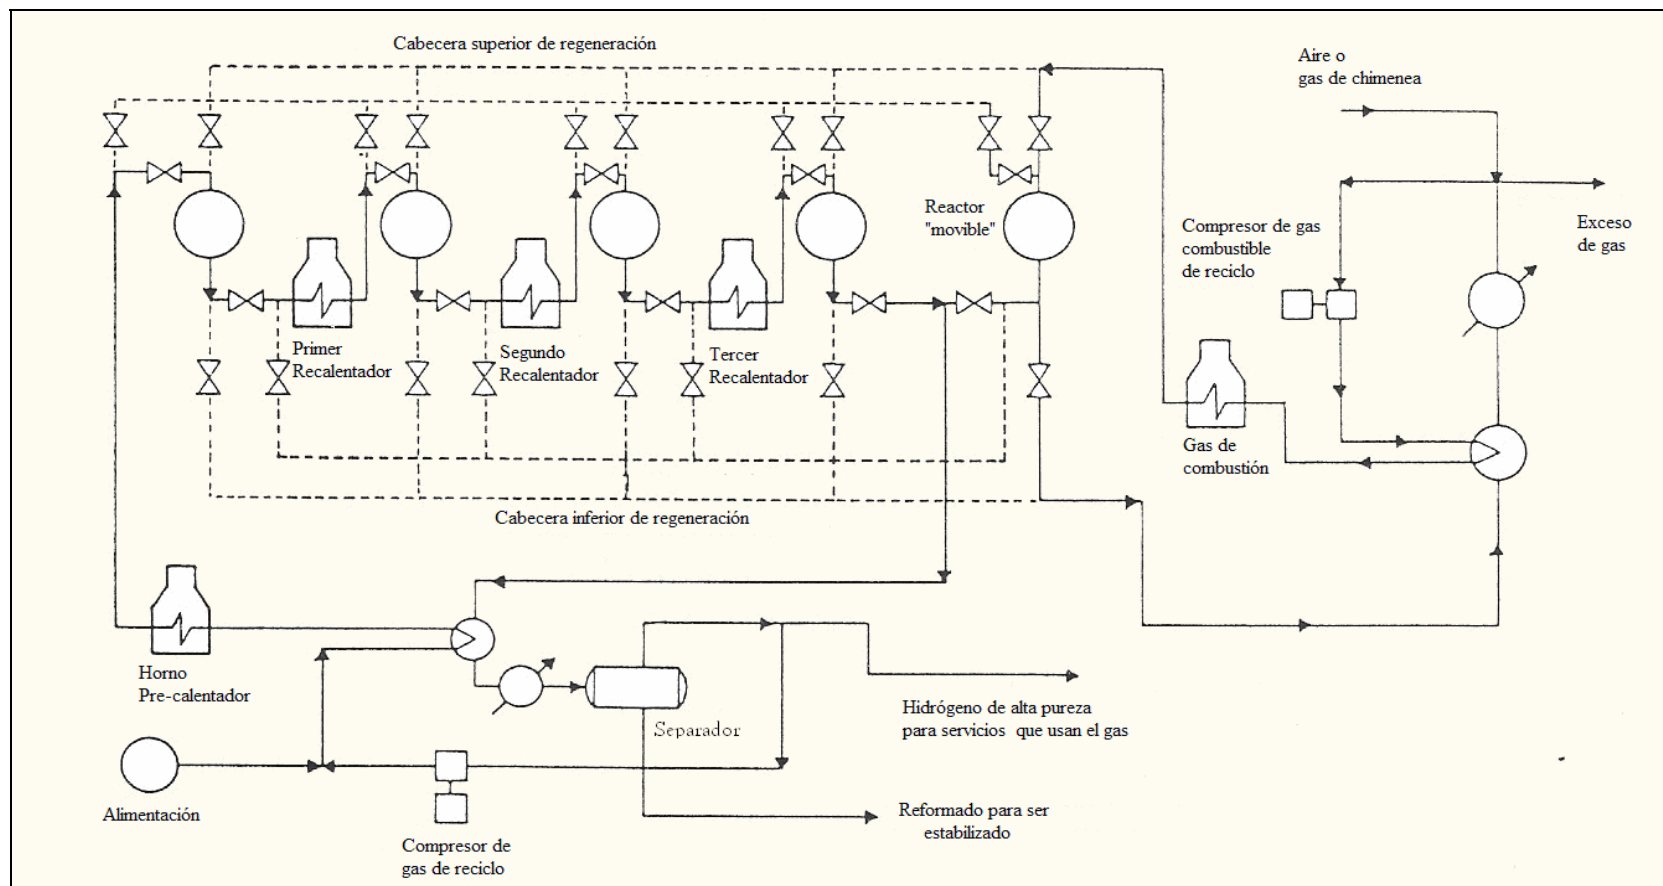 Cabecera superior de regeneración
Aire o
gas de chimenea
Reactor
"movible"
Compresor de gas
combustible
de reciclo
Exceso
de gas
Primer
Recalentador
Segundo
Recalentador
Tercer
Recalentador
Gas de
combustión
Cabecera inferior de regeneración
Horno
Pre-calentador
Separador
Hidrógeno de alta pureza
para servicios que usan el gas
Alimentación
Reformado para ser
estabilizado
Compresor de
gas de reciclo